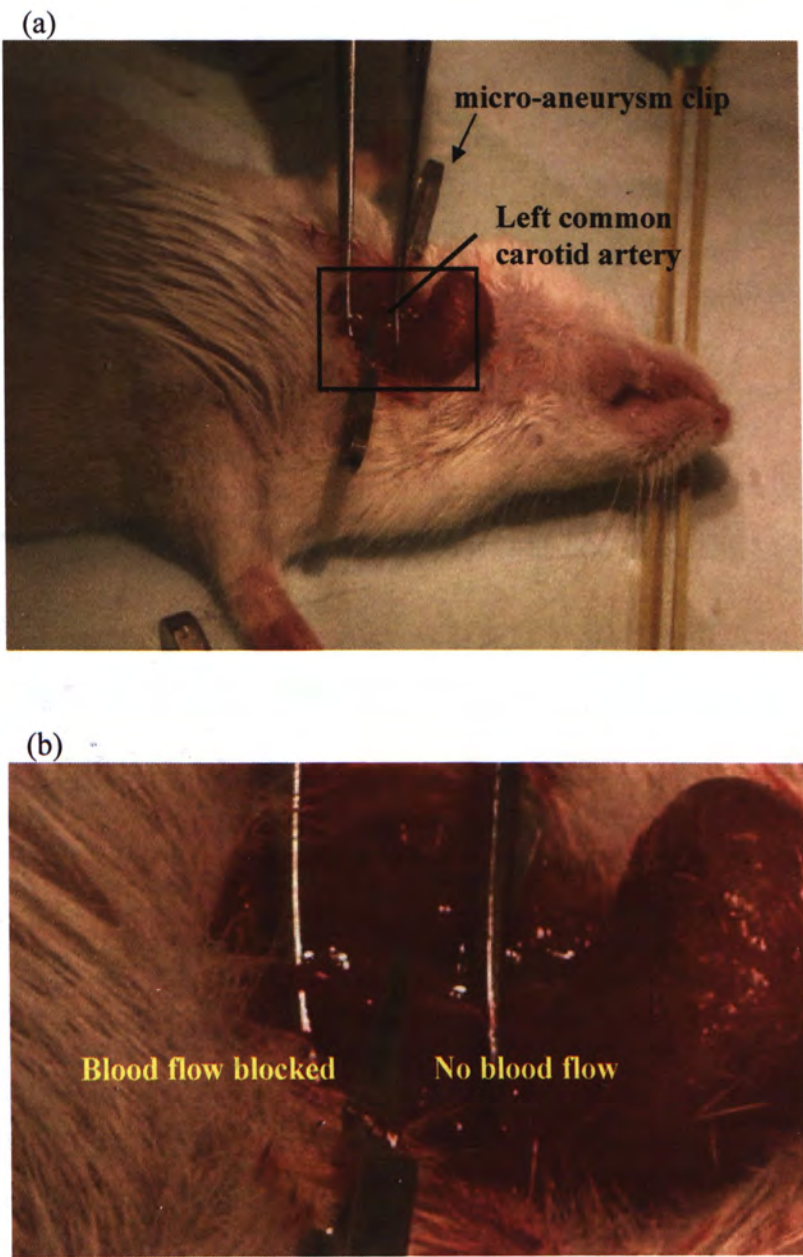 (a)
micro-aneurysm clip
Left common
carotid artery
(b)
Blood flow blocked
No blood flow